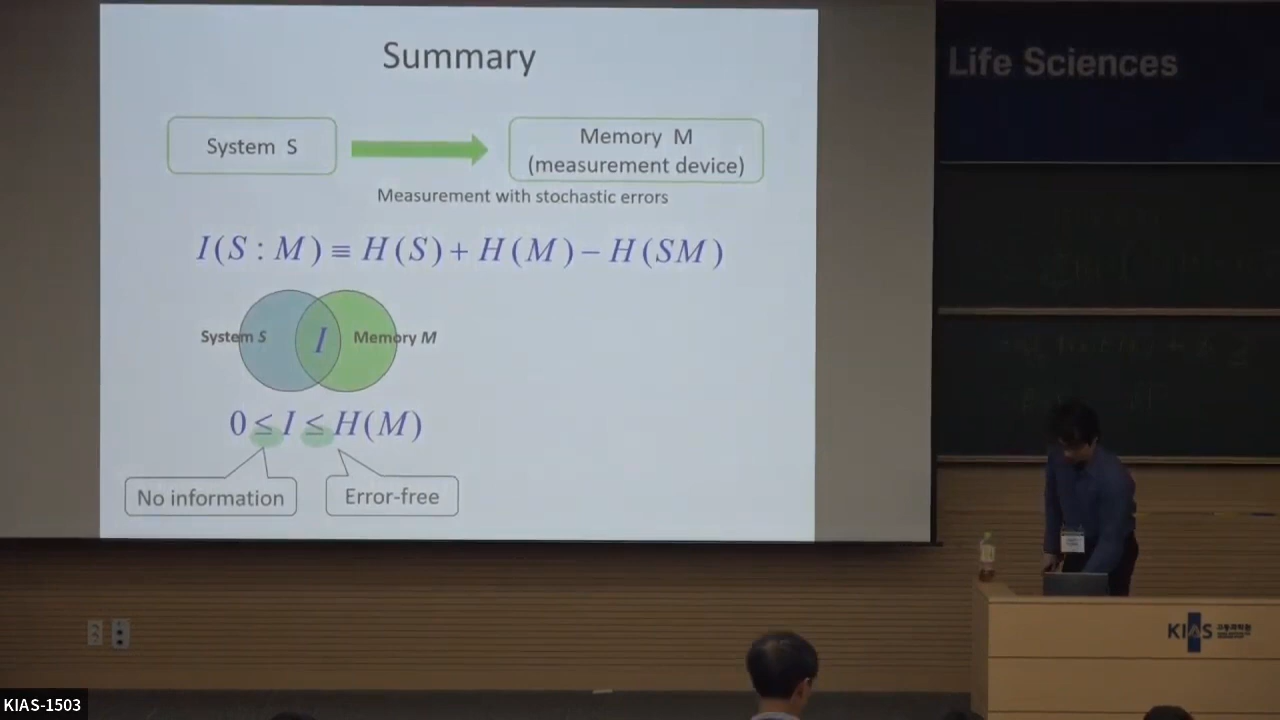 Summary
Life Sciences
System S
Memory M
(measurement device)
Measurement with stochastic errors
I(S : M) ≡ H(S) + H(M) − H(SM)
System S
I
Memory M
0 ≤ I ≤ H(M)
No information
Error-free
KIAS
KIAS-1503